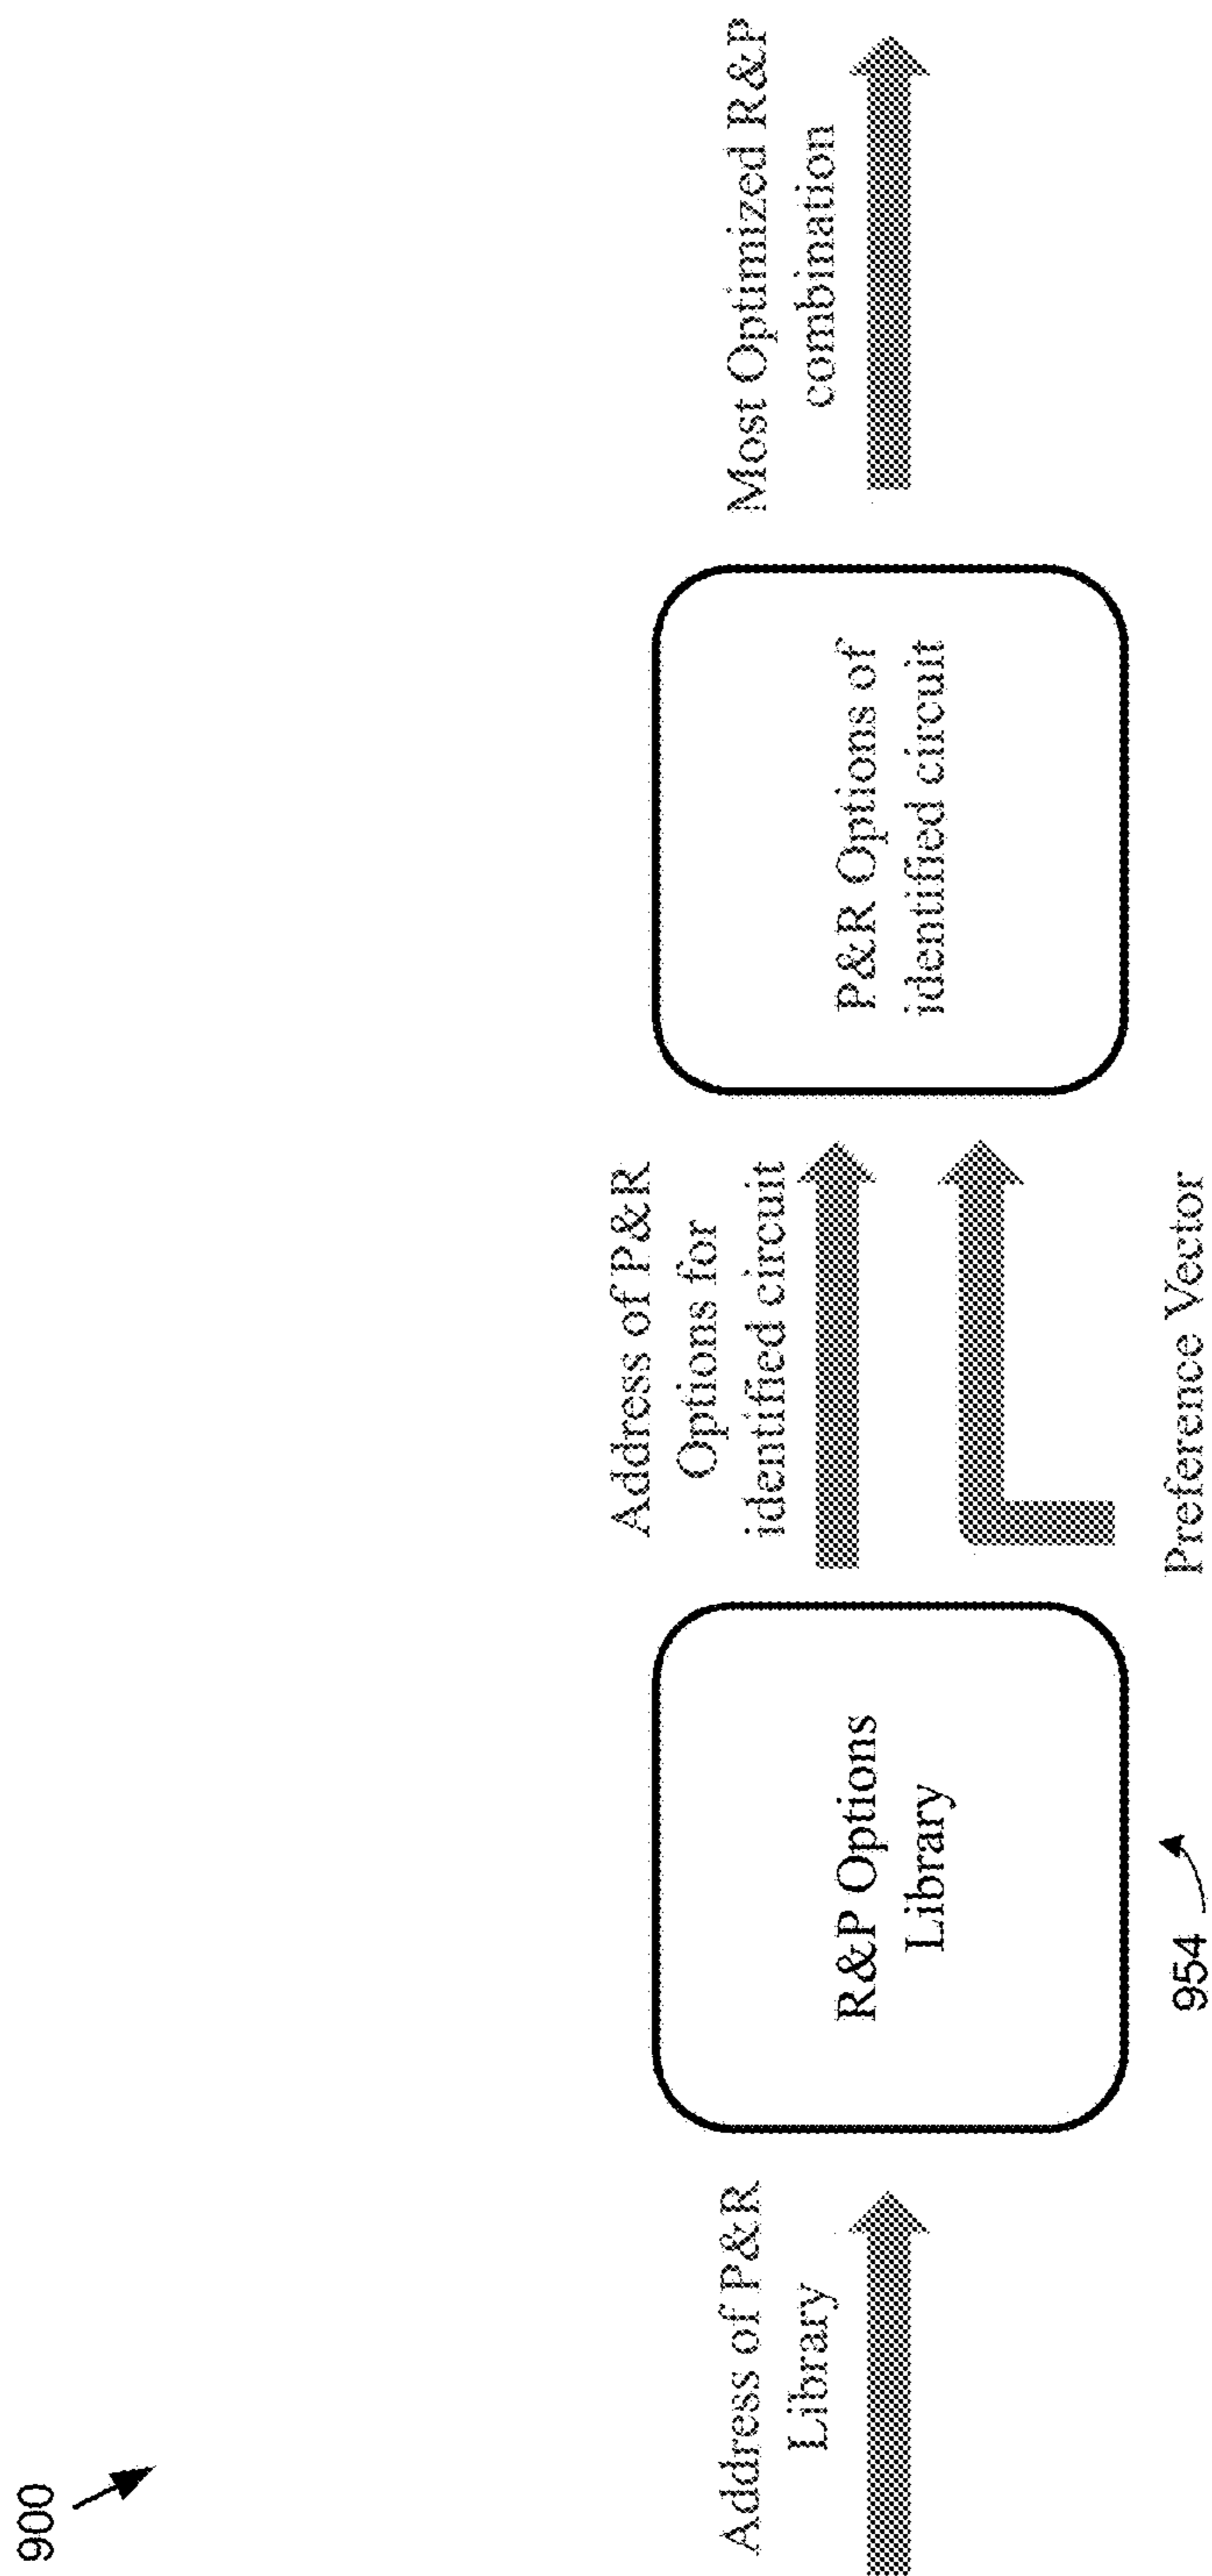 900
Address of P&R
Library
R&P Options
Library
954
Address of P&R
Options for
identified circuit
Preference Vector
P&R Options of
identified circuit
Most Optimized R&P
combination